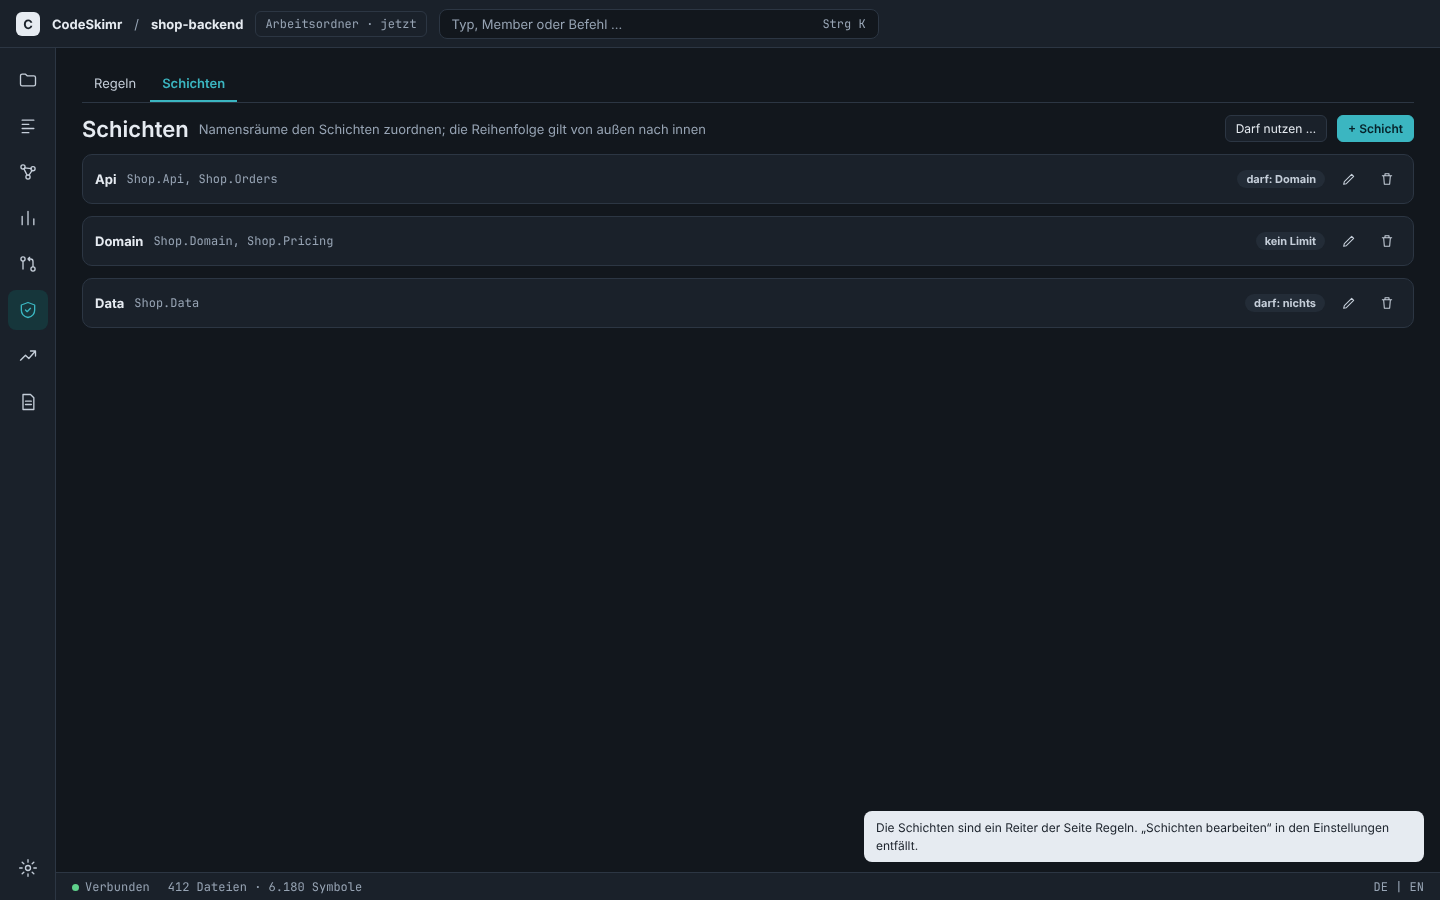 C CodeSkimr / shop-backend Arbeitsordner · jetzt Typ, Member oder Befehl ... Strg K
Regeln Schichten
Schichten Namensräume den Schichten zuordnen; die Reihenfolge gilt von außen nach innen Darf nutzen ... + Schicht
Api Shop.Api, Shop.Orders darf: Domain
Domain Shop.Domain, Shop.Pricing kein Limit
Data Shop.Data darf: nichts
Die Schichten sind ein Reiter der Seite Regeln. „Schichten bearbeiten“ in den Einstellungen
entfällt.
Verbunden 412 Dateien · 6.180 Symbole DE | EN